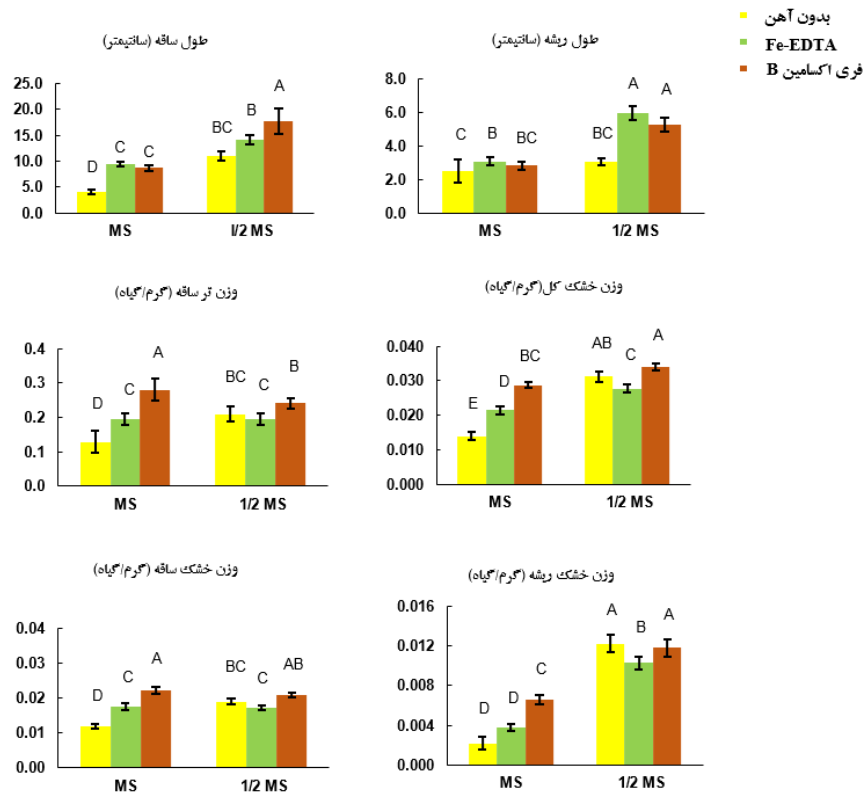 بدون آهن
Fe-EDTA
فری اکسامین B
طول ساقه (سانتیمتر)
25.0
20.0
15.0
10.0
5.0
0.0
D
C
C
BC
B
A
MS
I/2 MS
طول ریشه (سانتیمتر)
8.0
6.0
4.0
2.0
0.0
C
B
BC
BC
A
A
MS
1/2 MS
وزن تر ساقه (گرم/گیاه)
0.4
0.3
0.2
0.1
0.0
D
C
A
BC
C
B
MS
1/2 MS
وزن خشک کل(گرم/گیاه)
0.040
0.030
0.020
0.010
0.000
E
D
BC
AB
C
A
MS
1/2 MS
وزن خشک ساقه (گرم/گیاه)
0.04
0.03
0.02
0.01
0.00
D
C
A
BC
C
AB
MS
1/2 MS
وزن خشک ریشه (گرم/گیاه)
0.016
0.012
0.008
0.004
0.000
D
D
C
A
B
A
MS
1/2 MS